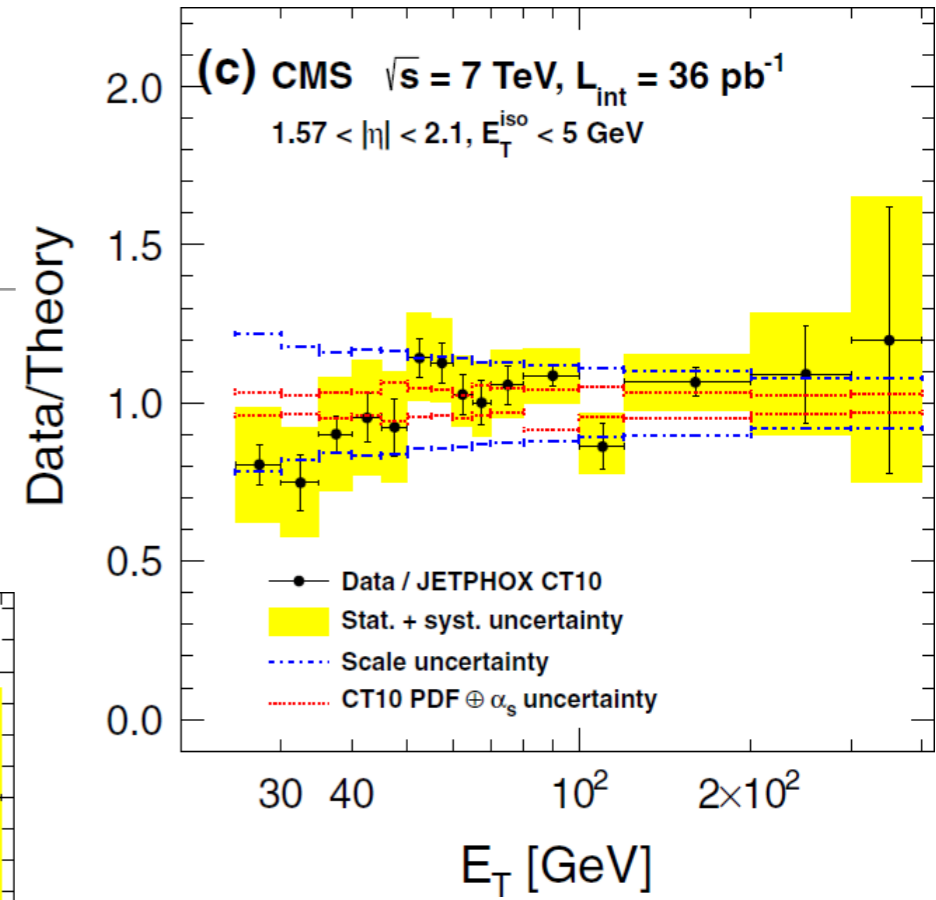 (c) CMS √s = 7 TeV, L_int = 36 pb⁻¹
1.57 < |η| < 2.1, E_T^iso < 5 GeV
Data/Theory
2.0
1.5
1.0
0.5
0.0
Data / JETPHOX CT10
Stat. + syst. uncertainty
Scale uncertainty
CT10 PDF ⊕ α_s uncertainty
30 40 10² 2×10²
E_T [GeV]